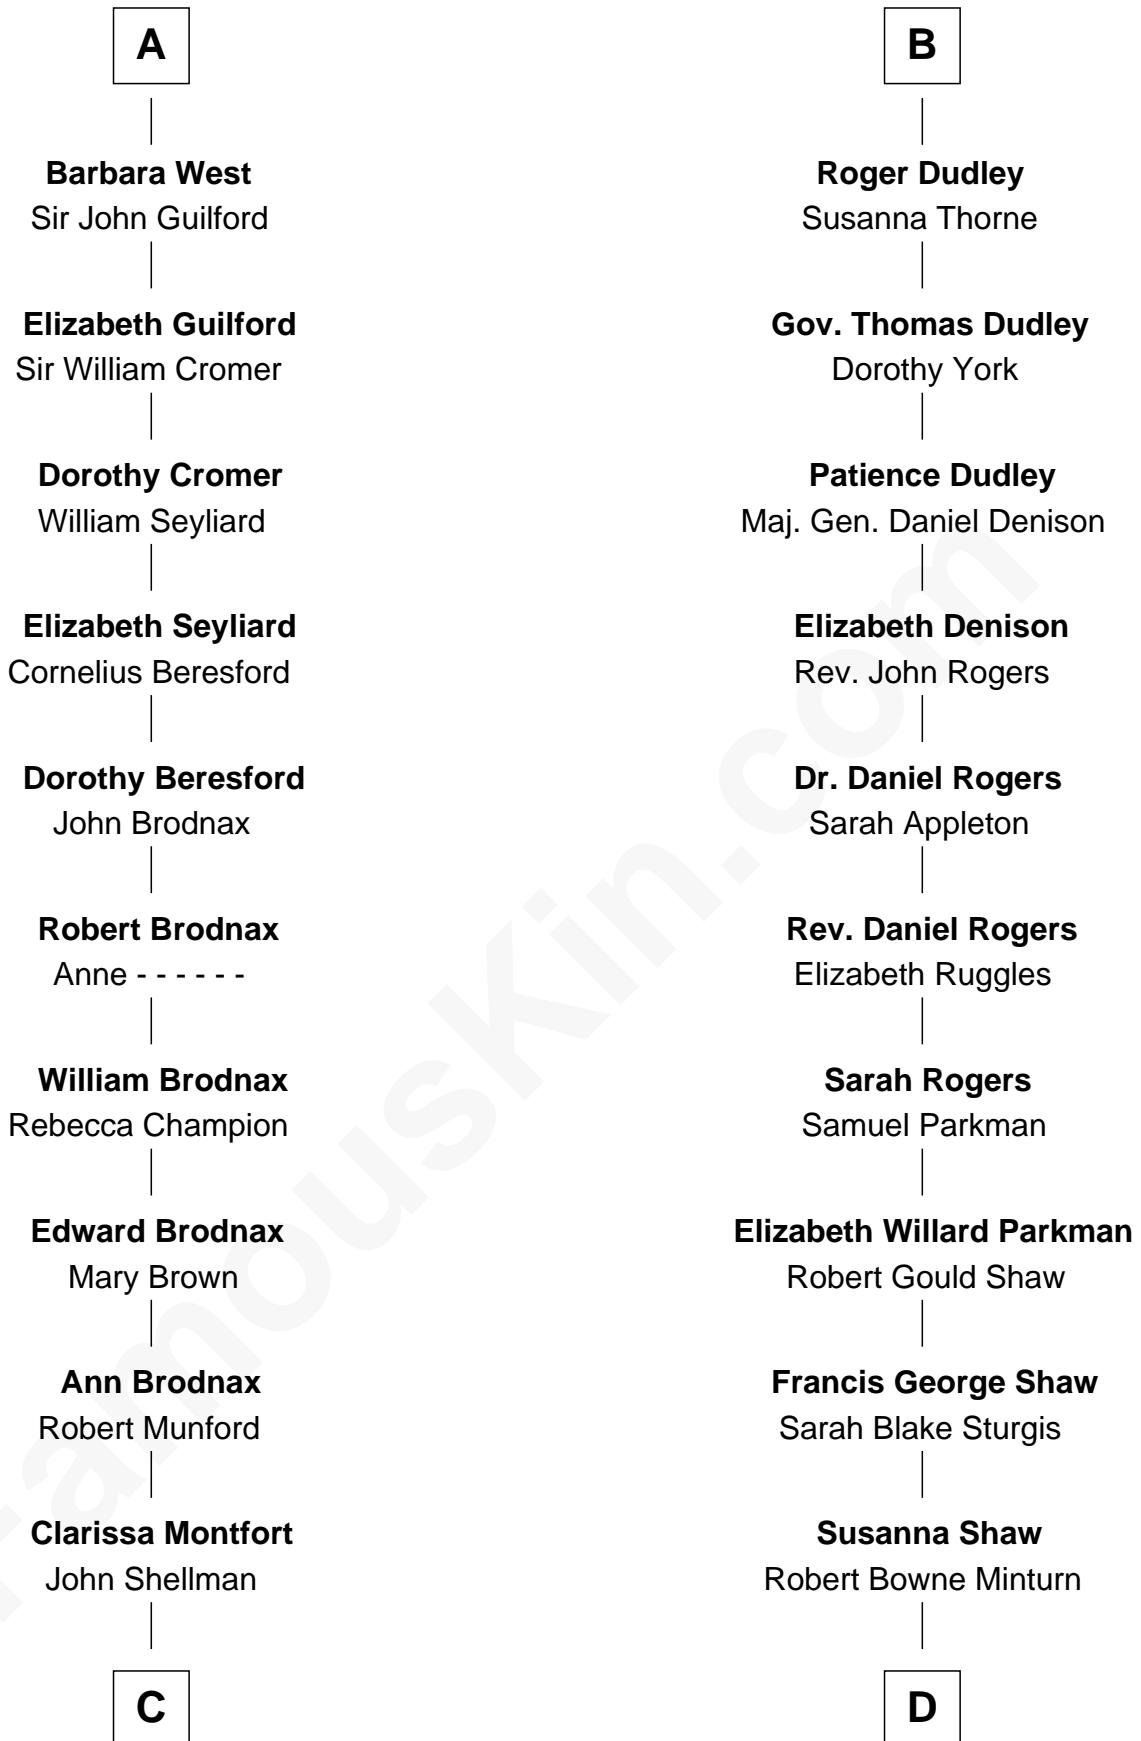 A
Barbara West
Sir John Guilford
Elizabeth Guilford
Sir William Cromer
Dorothy Cromer
William Seyliard
Elizabeth Seyliard
Cornelius Beresford
Dorothy Beresford
John Brodnax
Robert Brodnax
Anne - - - - - -
William Brodnax
Rebecca Champion
Edward Brodnax
Mary Brown
Ann Brodnax
Robert Munford
Clarissa Montfort
John Shellman
C
B
Roger Dudley
Susanna Thorne
Gov. Thomas Dudley
Dorothy York
Patience Dudley
Maj. Gen. Daniel Denison
Elizabeth Denison
Rev. John Rogers
Dr. Daniel Rogers
Sarah Appleton
Rev. Daniel Rogers
Elizabeth Ruggles
Sarah Rogers
Samuel Parkman
Elizabeth Willard Parkman
Robert Gould Shaw
Francis George Shaw
Sarah Blake Sturgis
Susanna Shaw
Robert Bowne Minturn
D
FamousKin.com